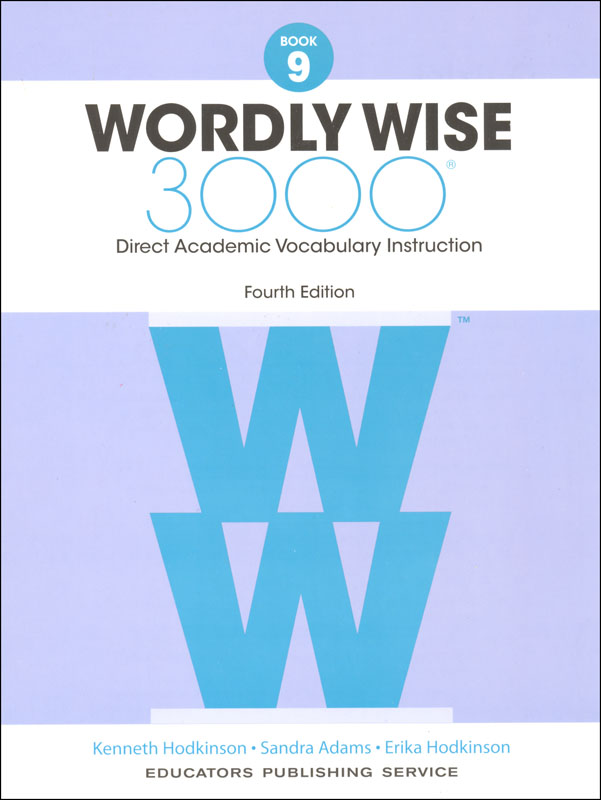 BOOK
9
WORDLY WISE
3000®
Direct Academic Vocabulary Instruction
Fourth Edition
W™
W
Kenneth Hodkinson • Sandra Adams • Erika Hodkinson
EDUCATORS PUBLISHING SERVICE